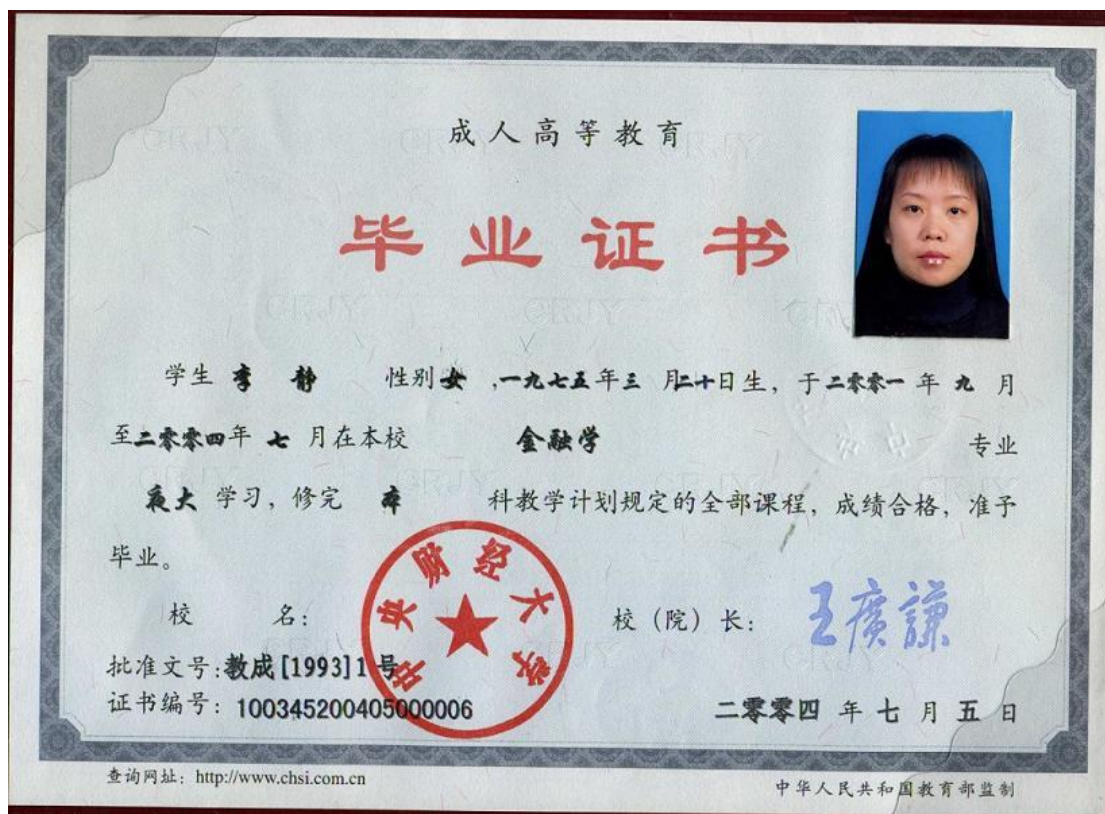 成人高等教育
毕业证书
学生 李静 性别 女，一九七五年三月二十日生，于二零零一年九月
至二零零四年七月在本校 金融学 专业
夜大 学习，修完 本 科教学计划规定的全部课程，成绩合格，准予
毕业。
校 名： 中央财经大学 校（院）长： 王廣謙
批准文号：教成[1993]1号
证书编号：100345200405000006 二零零四年七月五日
查询网址：http://www.chsi.com.cn 中华人民共和国教育部监制